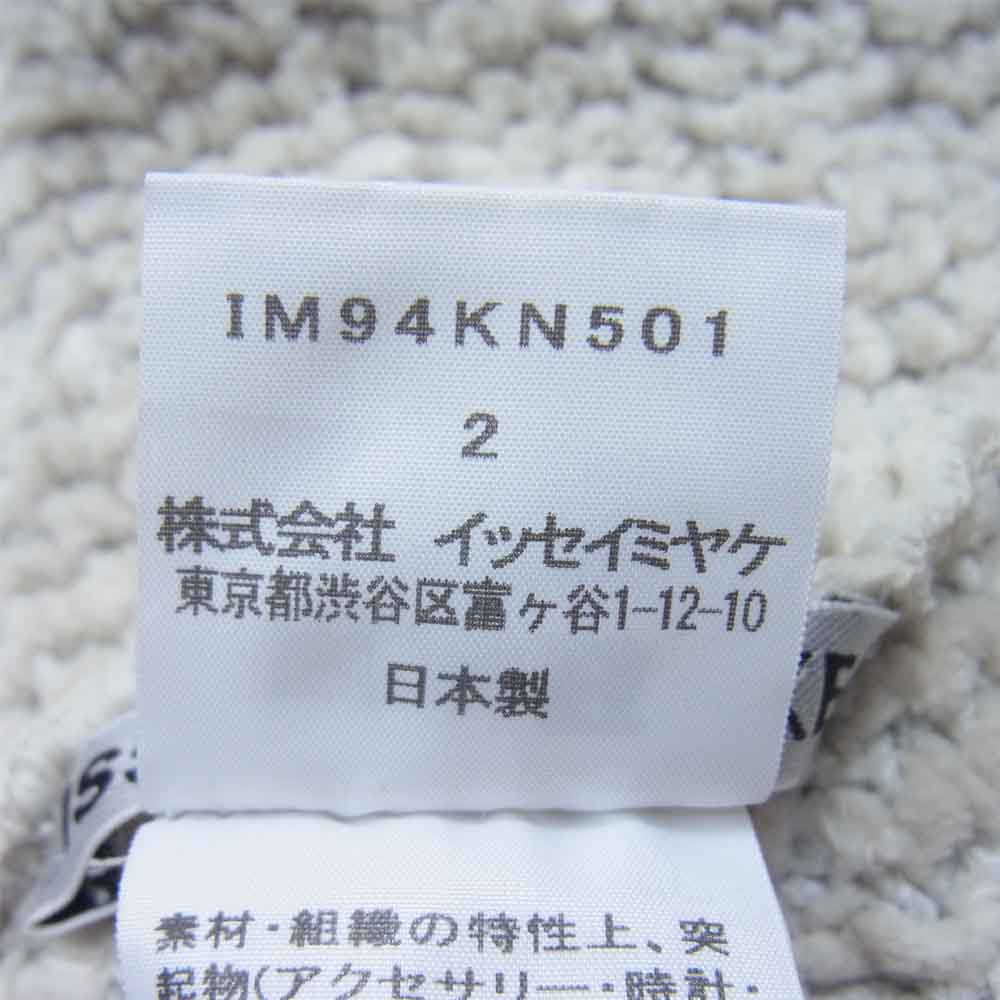 IM94KN501
2
株式会社 イッセイミヤケ
東京都渋谷区富ヶ谷1-12-10
日本製
素材・組織の特性上、突
起物(アクセサリー・時計・